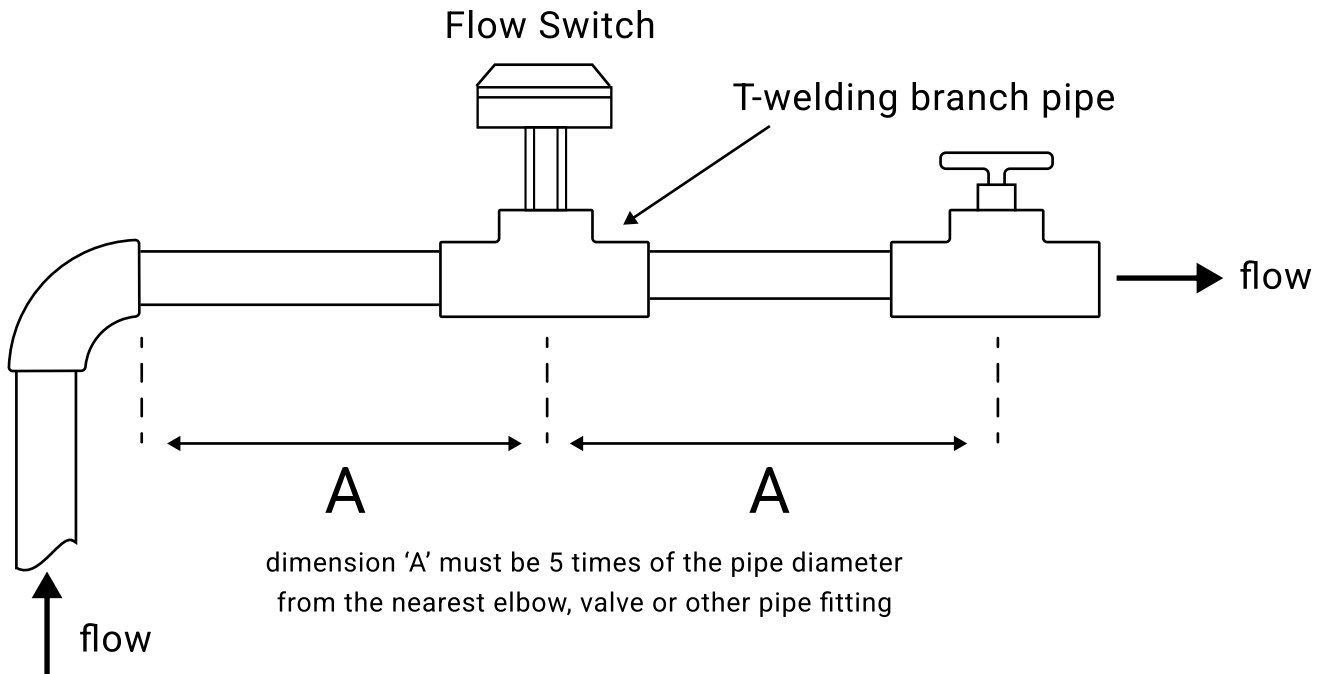 Flow Switch
T-welding branch pipe
flow
A
A
dimension ‘A’ must be 5 times of the pipe diameter
from the nearest elbow, valve or other pipe fitting
flow